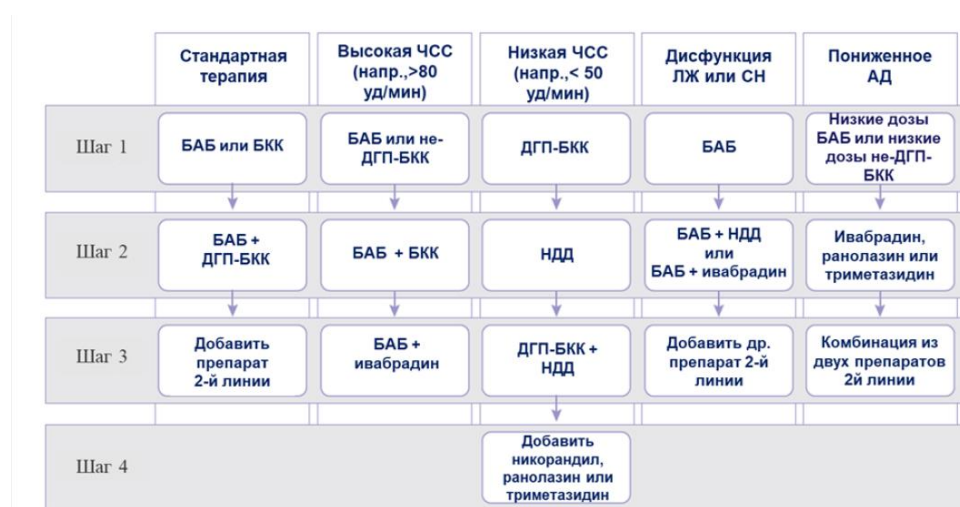 Стандартная
терапия
Высокая ЧСС
(напр.,>80
уд/мин)
Низкая ЧСС
(напр.,< 50
уд/мин)
Дисфункция
ЛЖ или СН
Пониженное
АД
Шаг 1
БАБ или БКК
БАБ или не-
ДГП-БКК
ДГП-БКК
БАБ
Низкие дозы
БАБ или низкие
дозы не-ДГП-
БКК
Шаг 2
БАБ +
ДГП-БКК
БАБ + БКК
НДД
БАБ + НДД
или
БАБ + ивабрадин
Ивабрадин,
ранолазин или
триметазидин
Шаг 3
Добавить
препарат
2-й линии
БАБ +
ивабрадин
ДГП-БКК +
НДД
Добавить др.
препарат 2-й
линии
Комбинация из
двух препаратов
2й линии
Шаг 4
Добавить
никорандил,
ранолазин или
триметазидин